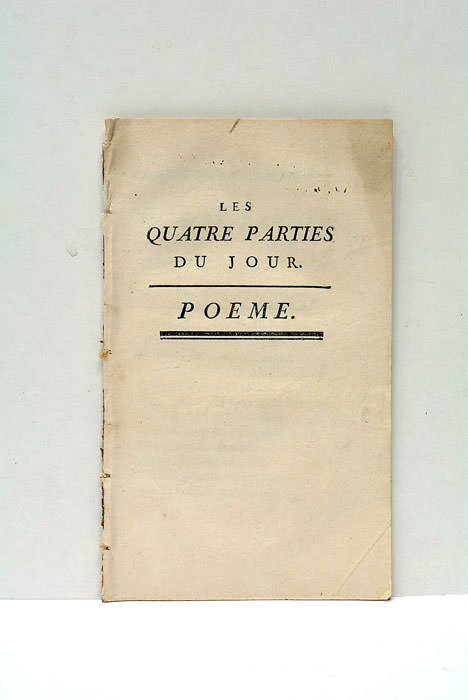 LES
QUATRE PARTIES
DU JOUR.
POEME.